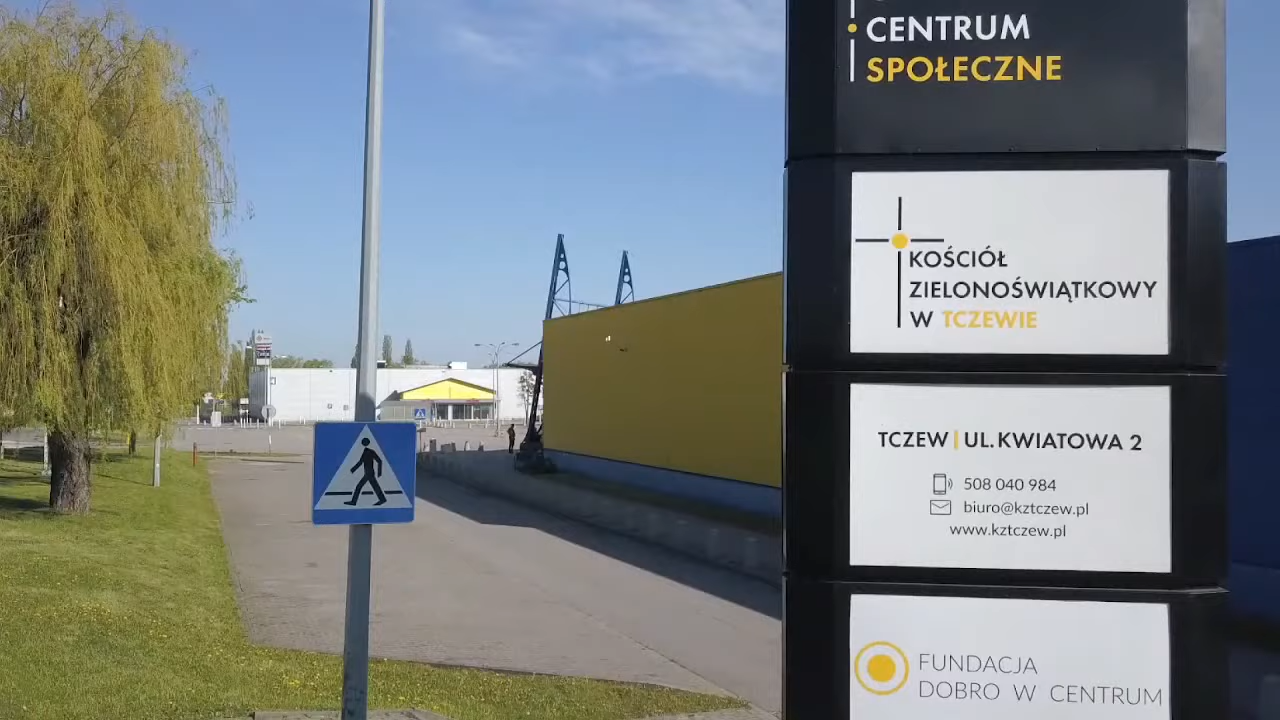 CENTRUM
SPOŁECZNE
KOŚCIÓŁ
ZIELONOŚWIĄTKOWY
W TCZEWIE
TCZEW | UL. KWIATOWA 2
508 040 984
biuro@kztczew.pl
www.kztczew.pl
FUNDACJA
DOBRO W CENTRUM